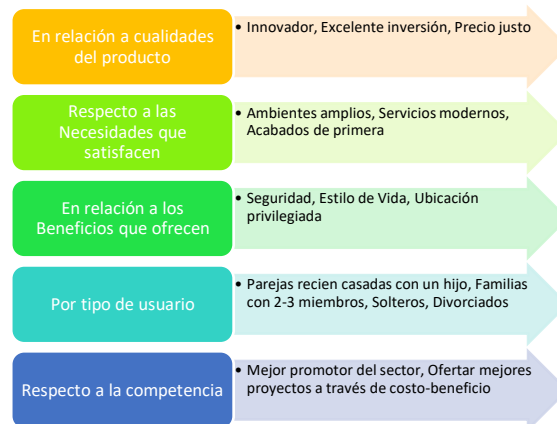 En relación a cualidades
del producto
• Innovador, Excelente inversión, Precio justo
Respecto a las
Necesidades que
satisfacen
• Ambientes amplios, Servicios modernos,
Acabados de primera
En relación a los
Beneficios que ofrecen
• Seguridad, Estilo de Vida, Ubicación
privilegiada
Por tipo de usuario
• Parejas recien casadas con un hijo, Familias
con 2-3 miembros, Solteros, Divorciados
Respecto a la competencia
• Mejor promotor del sector, Ofertar mejores
proyectos a través de costo-beneficio